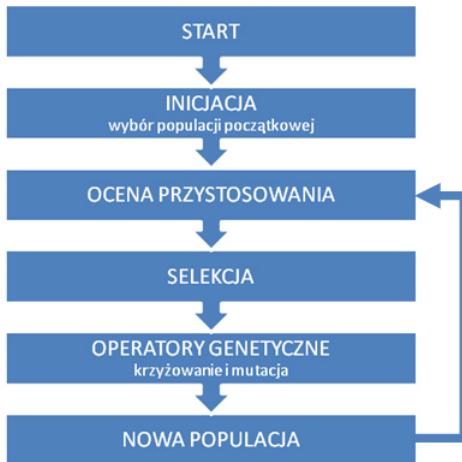 START
INICJACJA
wybór populacji początkowej
OCENA PRZYSTOSOWANIA
SELEKCJA
OPERATORY GENETYCZNE
krzyżowanie i mutacja
NOWA POPULACJA